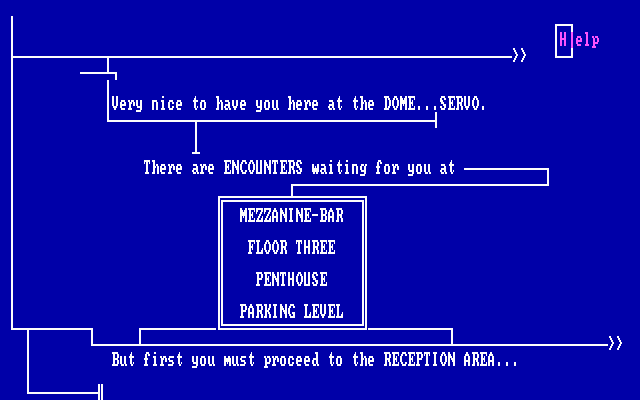 Help
Very nice to have you here at the DOME...SERVO.
There are ENCOUNTERS waiting for you at
MEZZANINE-BAR
FLOOR THREE
PENTHOUSE
PARKING LEVEL
But first you must proceed to the RECEPTION AREA...